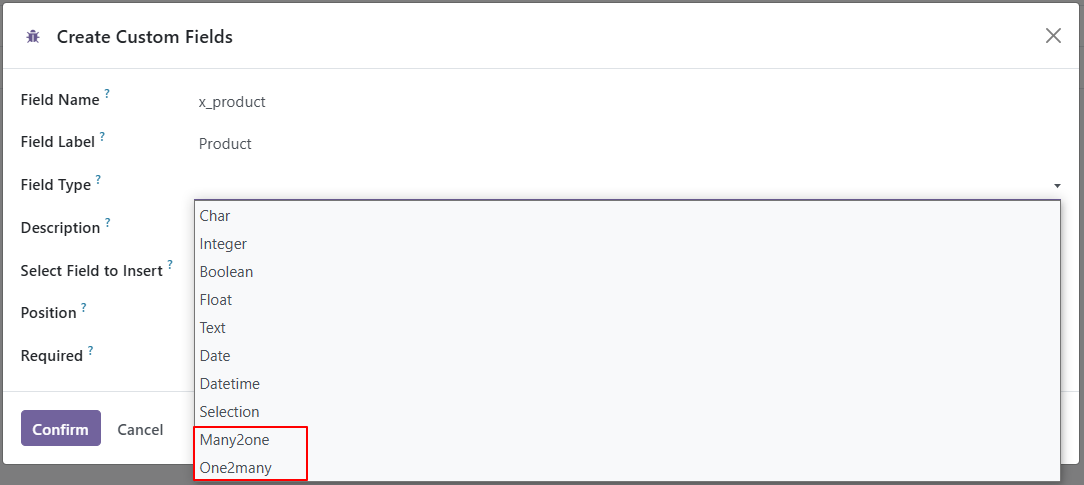 Create Custom Fields
Field Name ? x_product
Field Label ? Product
Field Type ?
Char
Integer
Boolean
Float
Text
Date
Datetime
Selection
Many2one
One2many
Description ?
Select Field to Insert ?
Position ?
Required ?
Confirm Cancel